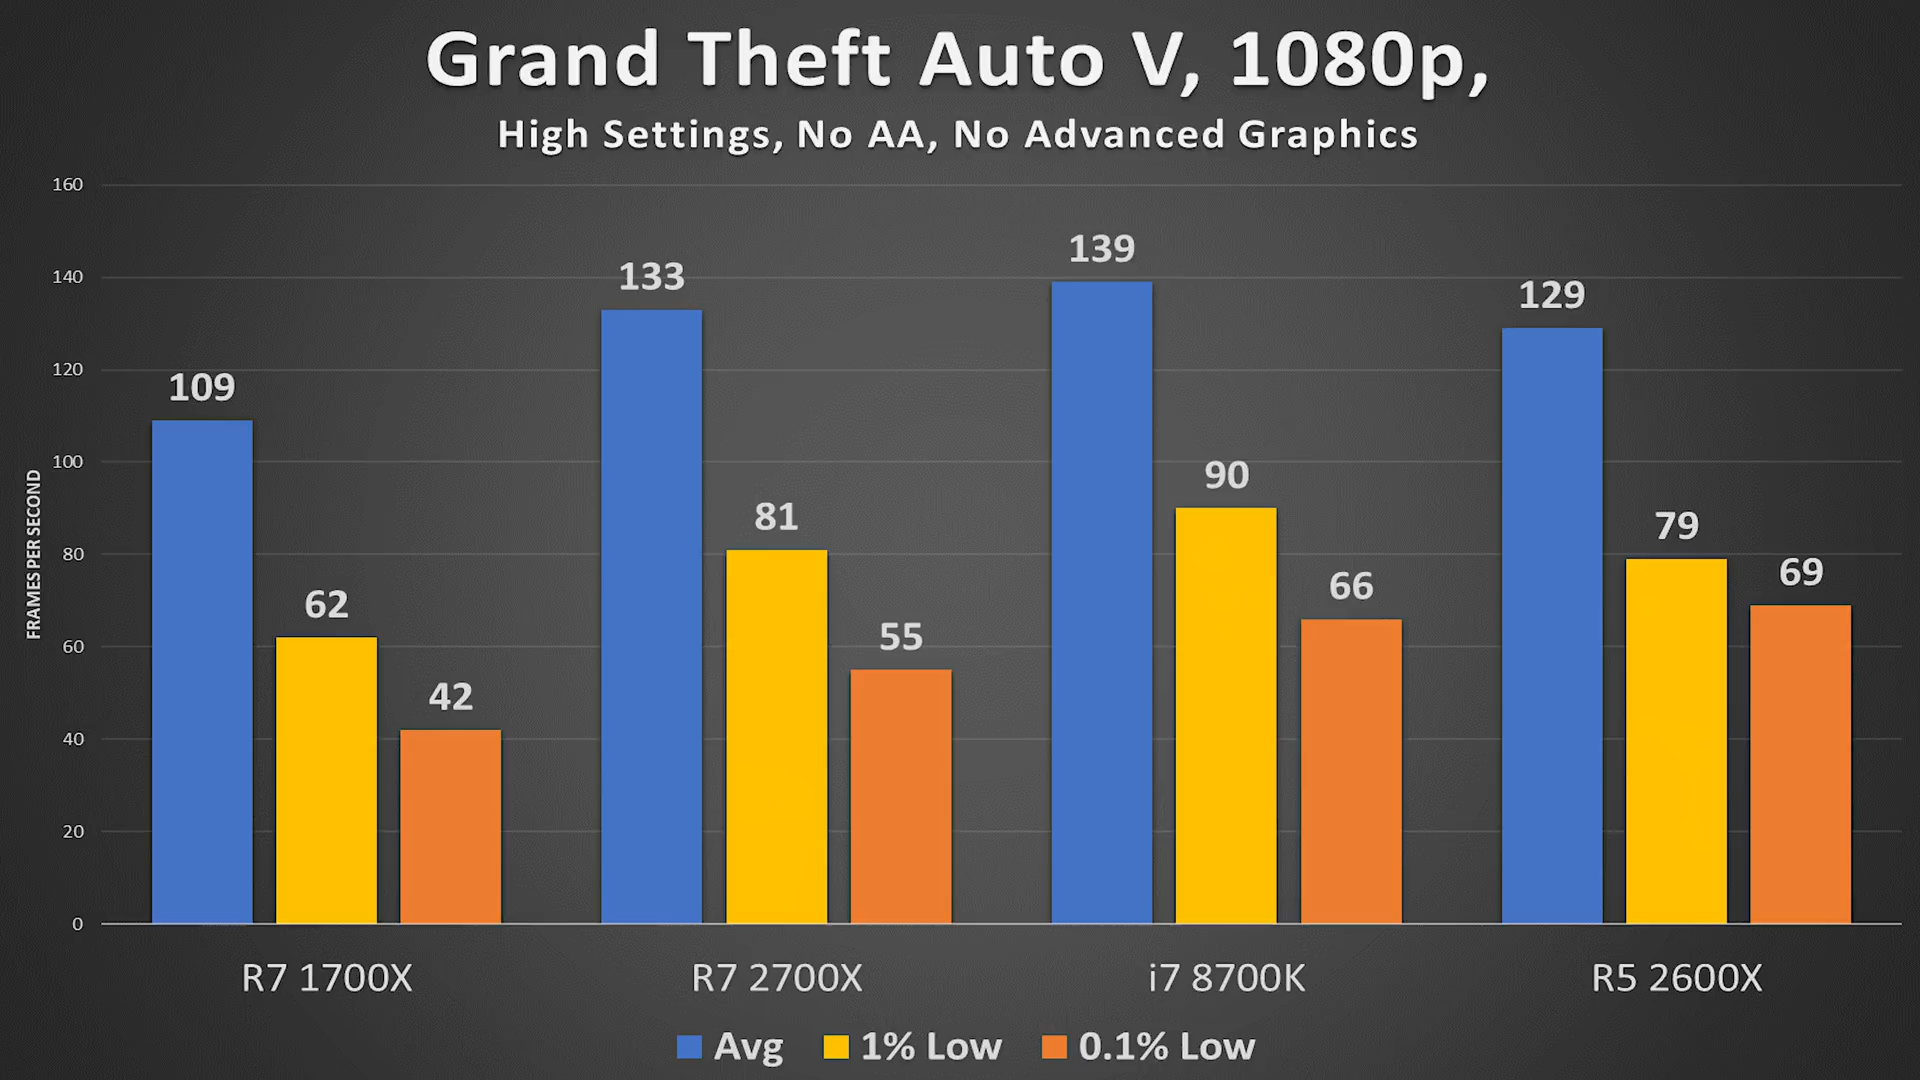 Grand Theft Auto V, 1080p,
High Settings, No AA, No Advanced Graphics
FRAMES PER SECOND
160
140
120
100
80
60
40
20
0
109
62
42
133
81
55
139
90
66
129
79
69
R7 1700X
R7 2700X
i7 8700K
R5 2600X
Avg
1% Low
0.1% Low